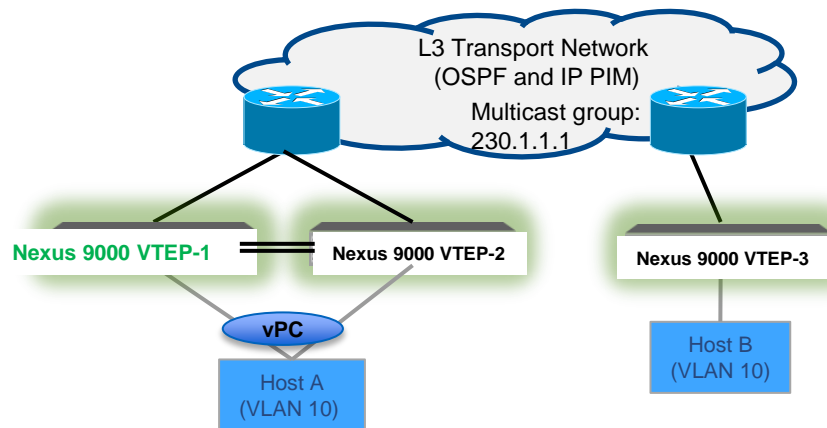 L3 Transport Network
(OSPF and IP PIM)
Multicast group:
230.1.1.1
Nexus 9000 VTEP-1
Nexus 9000 VTEP-2
Nexus 9000 VTEP-3
vPC
Host A
(VLAN 10)
Host B
(VLAN 10)